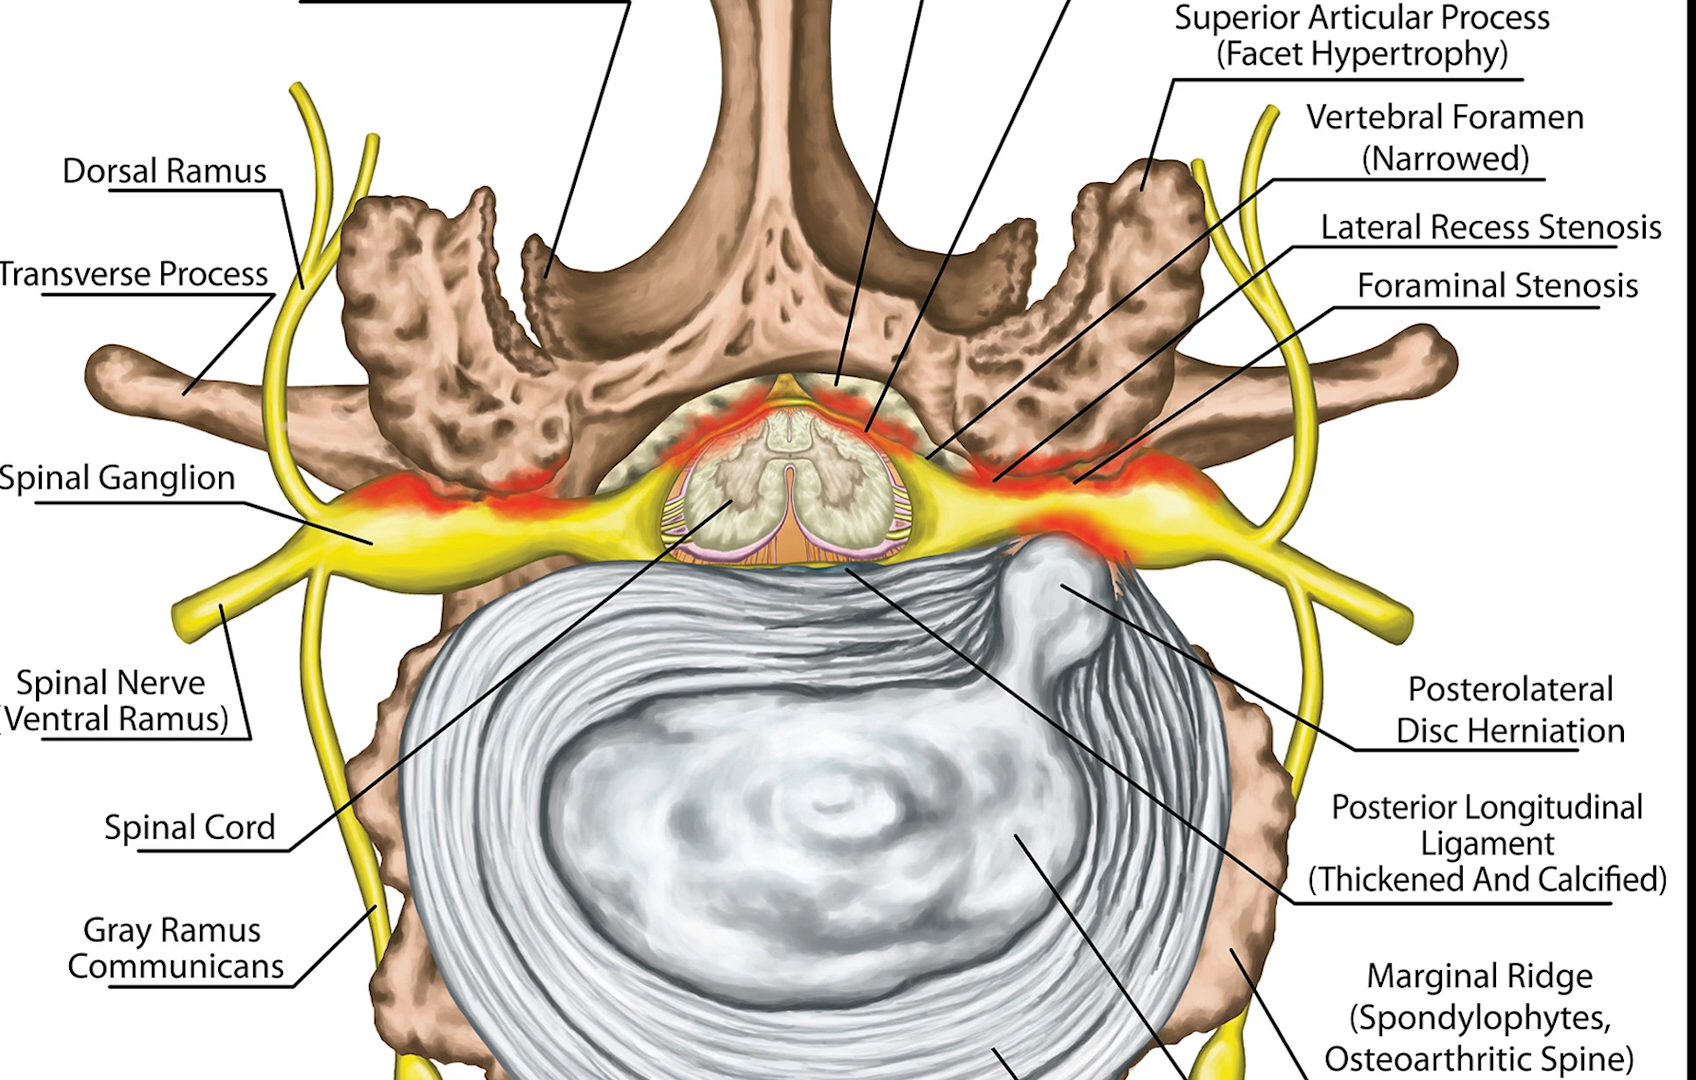 Superior Articular Process
(Facet Hypertrophy)
Vertebral Foramen
(Narrowed)
Lateral Recess Stenosis
Foraminal Stenosis
Dorsal Ramus
Transverse Process
Spinal Ganglion
Spinal Nerve
(Ventral Ramus)
Spinal Cord
Gray Ramus
Communicans
Posterolateral
Disc Herniation
Posterior Longitudinal
Ligament
(Thickened And Calcified)
Marginal Ridge
(Spondylophytes,
Osteoarthritic Spine)